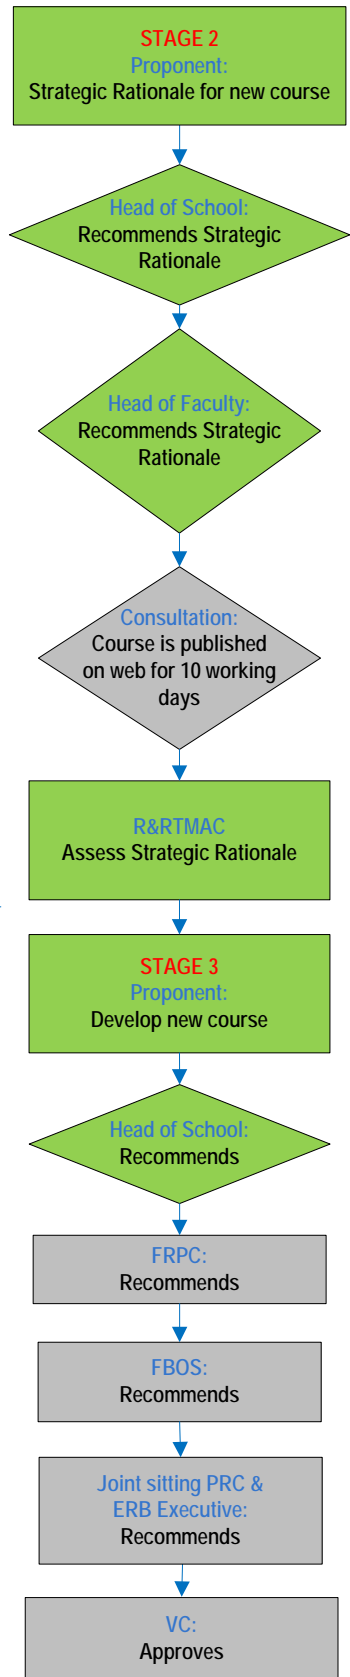 STAGE 2
Proponent:
Strategic Rationale for new course
Head of School:
Recommends Strategic
Rationale
Head of Faculty:
Recommends Strategic
Rationale
Consultation:
Course is published
on web for 10 working
days
R&RTMAC
Assess Strategic Rationale
STAGE 3
Proponent:
Develop new course
Head of School:
Recommends
FRPC:
Recommends
FBOS:
Recommends
Joint sitting PRC &
ERB Executive:
Recommends
VC:
Approves